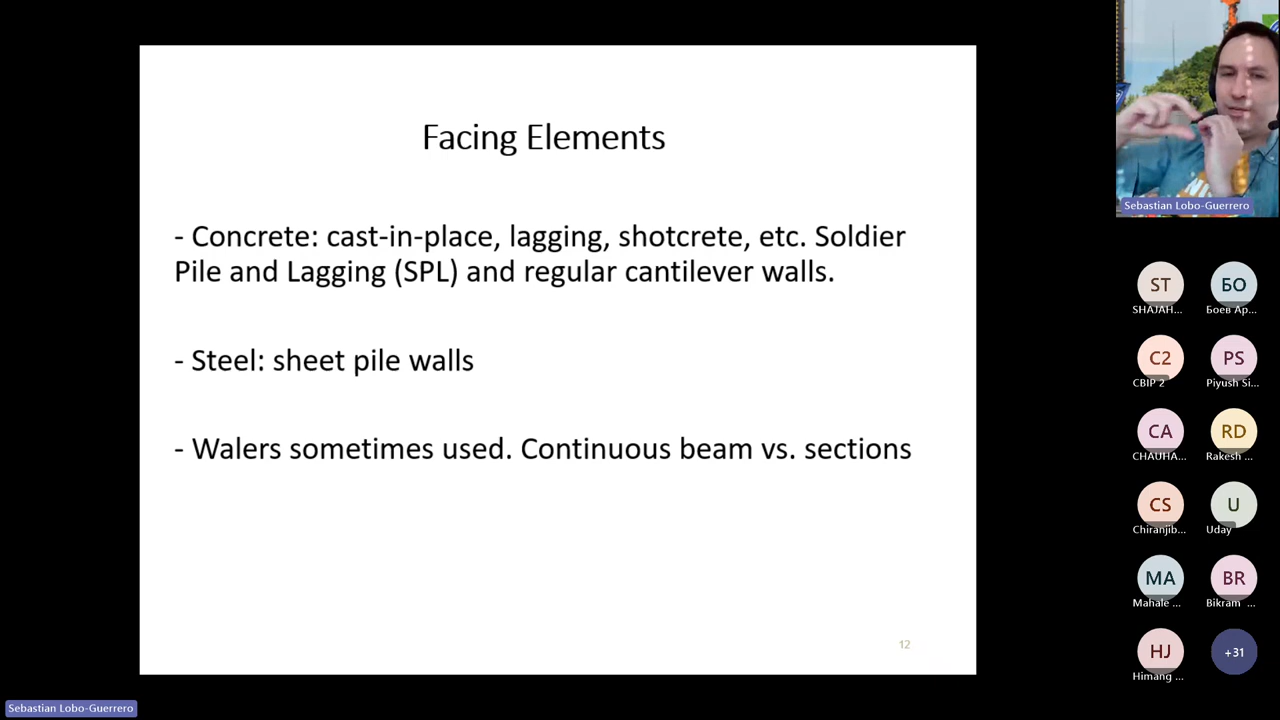 Facing Elements
- Concrete: cast-in-place, lagging, shotcrete, etc. Soldier
Pile and Lagging (SPL) and regular cantilever walls.
- Steel: sheet pile walls
- Walers sometimes used. Continuous beam vs. sections
12
Sebastian Lobo-Guerrero
ST
БО
SHAJAH...
Боев Ар...
C2
PS
CBIP 2
Piyush Si...
CA
RD
CHAUHA...
Rakesh ...
CS
U
Chiranjib...
Uday
MA
BR
Mahale ...
Bikram ...
HJ
+31
Himang ...
Sebastian Lobo-Guerrero